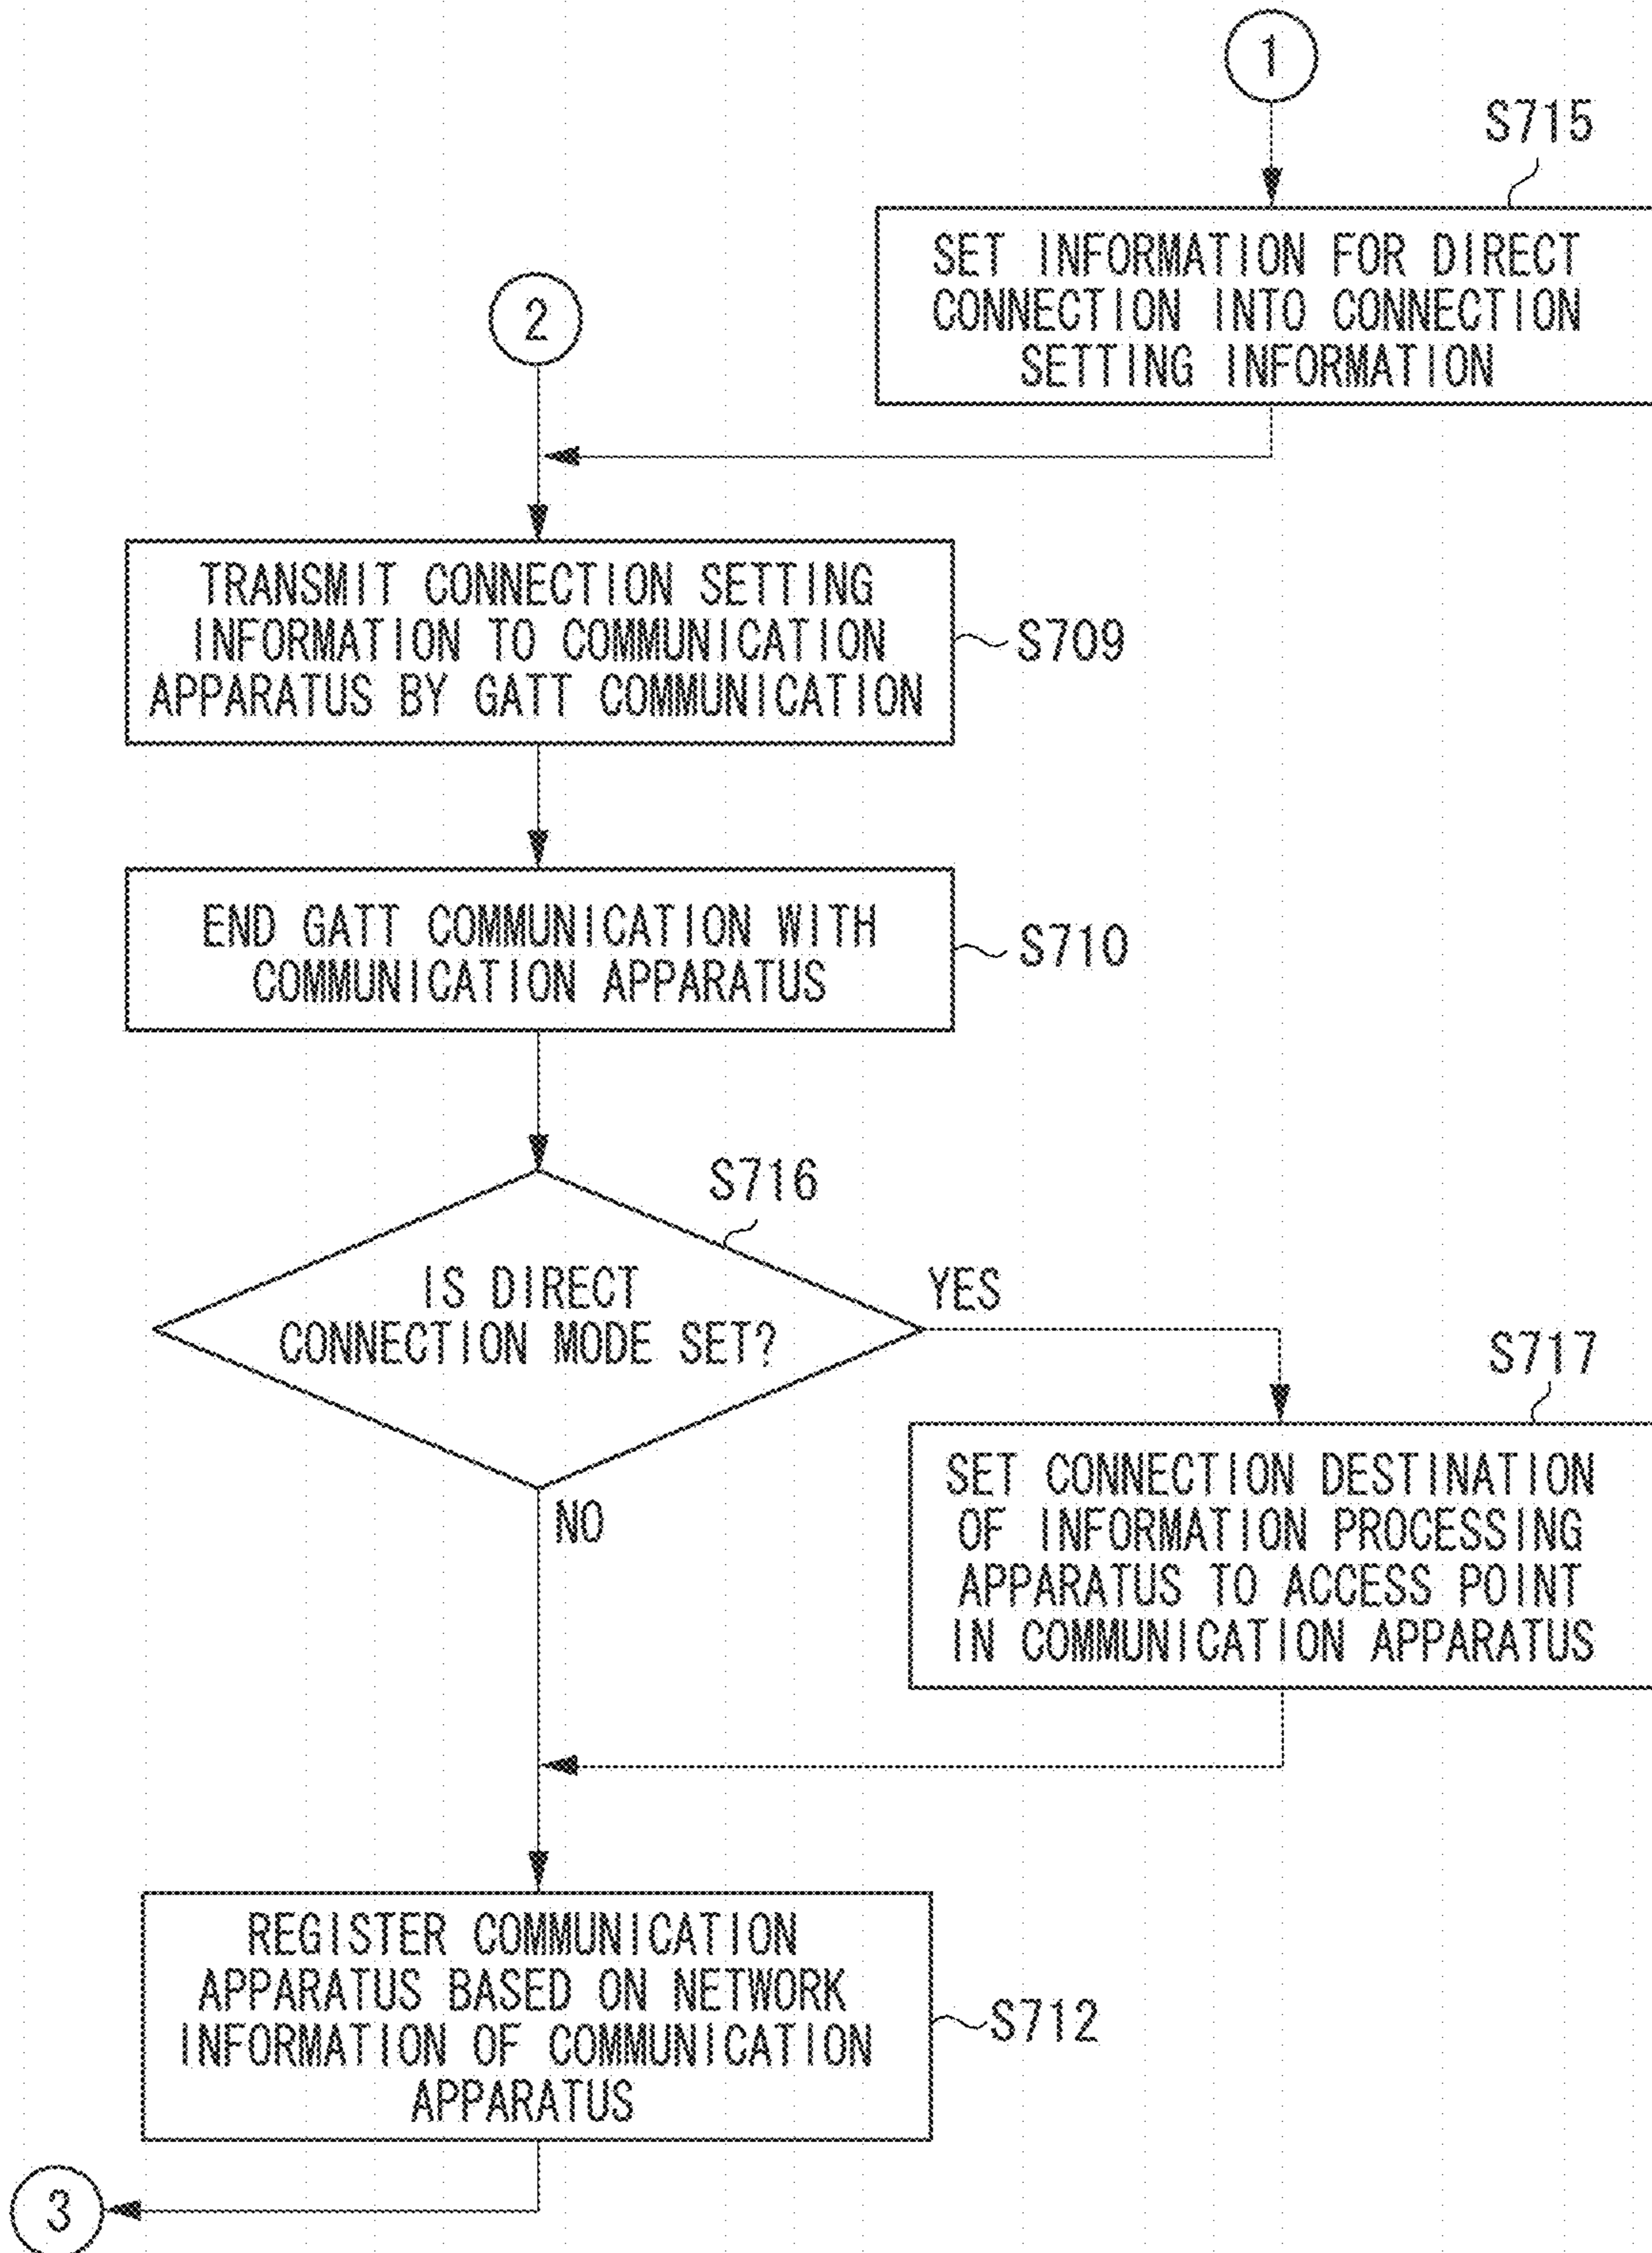 1
S715
SET INFORMATION FOR DIRECT
CONNECTION INTO CONNECTION
SETTING INFORMATION
2
TRANSMIT CONNECTION SETTING
INFORMATION TO COMMUNICATION
APPARATUS BY GATT COMMUNICATION
S709
END GATT COMMUNICATION WITH
COMMUNICATION APPARATUS
S710
S716
IS DIRECT
CONNECTION MODE SET?
YES
NO
S717
SET CONNECTION DESTINATION
OF INFORMATION PROCESSING
APPARATUS TO ACCESS POINT
IN COMMUNICATION APPARATUS
REGISTER COMMUNICATION
APPARATUS BASED ON NETWORK
INFORMATION OF COMMUNICATION
APPARATUS
S712
3